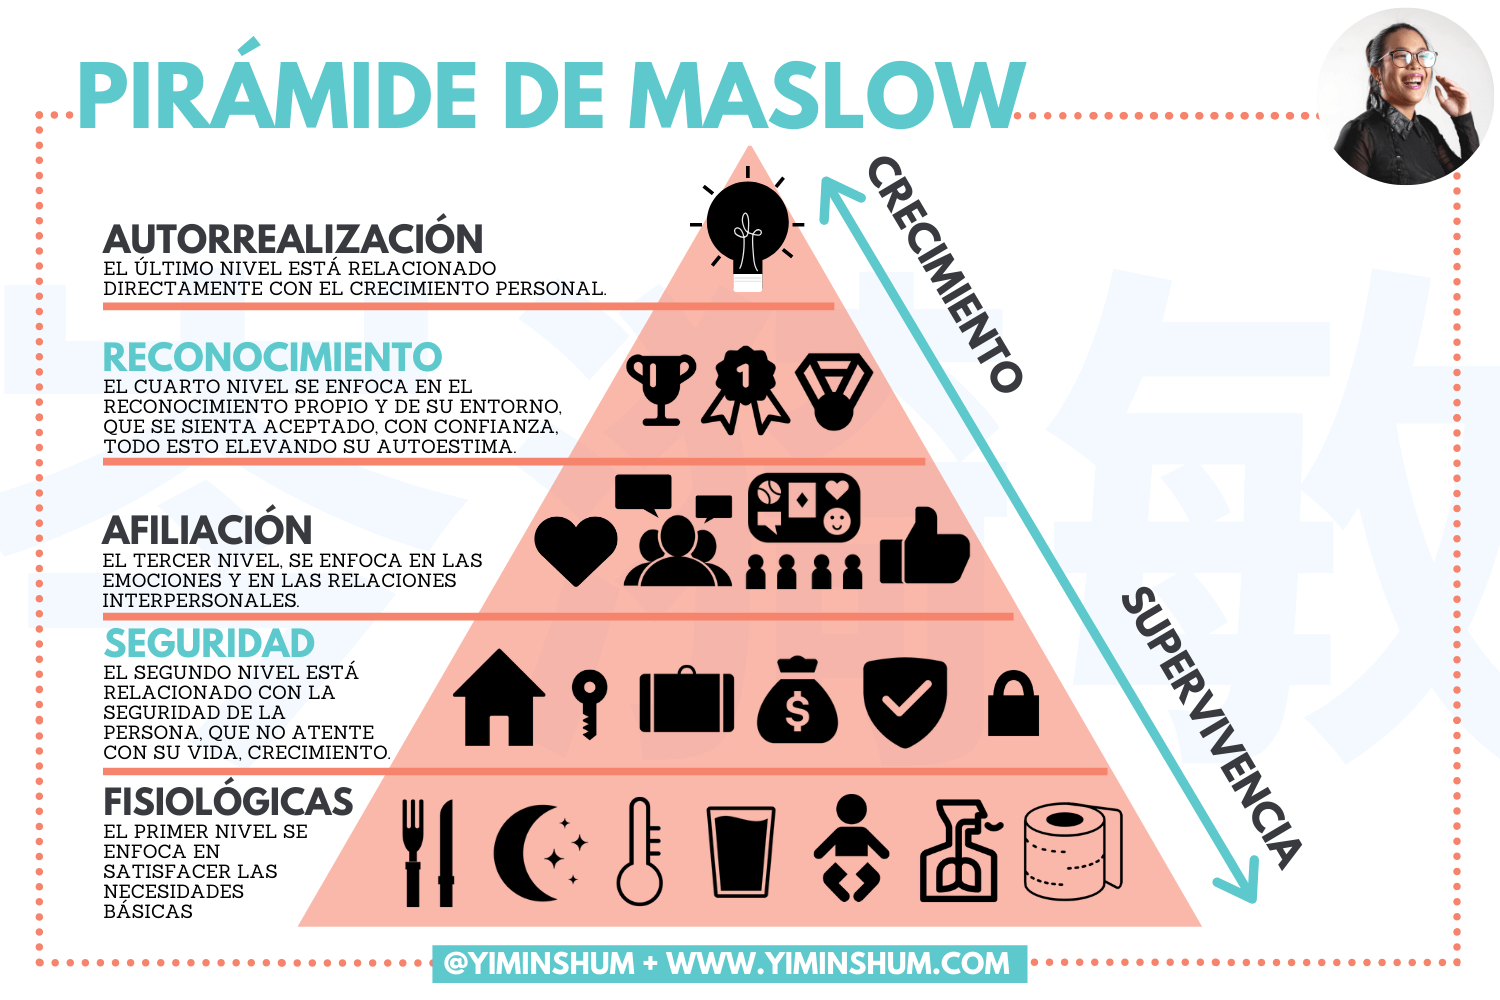 PIRÁMIDE DE MASLOW
AUTORREALIZACIÓN
EL ÚLTIMO NIVEL ESTÁ RELACIONADO
DIRECTAMENTE CON EL CRECIMIENTO PERSONAL.
RECONOCIMIENTO
EL CUARTO NIVEL SE ENFOCA EN EL
RECONOCIMIENTO PROPIO Y DE SU ENTORNO,
QUE SE SIENTA ACEPTADO, CON CONFIANZA,
TODO ESTO ELEVANDO SU AUTOESTIMA.
1
1
AFILIACIÓN
EL TERCER NIVEL, SE ENFOCA EN LAS
EMOCIONES Y EN LAS RELACIONES
INTERPERSONALES.
SEGURIDAD
EL SEGUNDO NIVEL ESTÁ
RELACIONADO CON LA
SEGURIDAD DE LA
PERSONA, QUE NO ATENTE
CON SU VIDA, CRECIMIENTO.
$
FISIOLÓGICAS
EL PRIMER NIVEL SE
ENFOCA EN
SATISFACER LAS
NECESIDADES
BÁSICAS
CRECIMIENTO
SUPERVIVENCIA
@YIMINSHUM + WWW.YIMINSHUM.COM